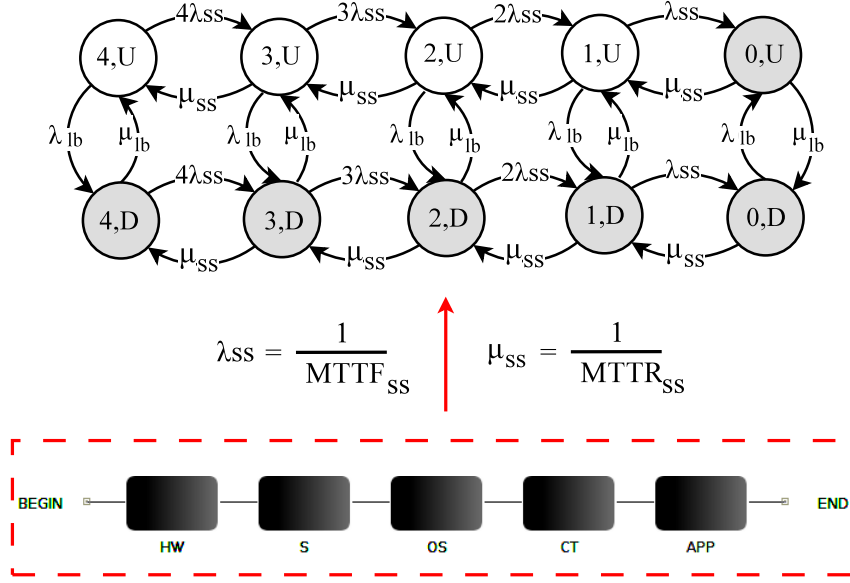 4λss 3λss 2λss λss
4,U 3,U 2,U 1,U 0,U
μss μss μss μss
λlb μlb λlb μlb λlb μlb λlb μlb λlb μlb
4λss 3λss 2λss λss
4,D 3,D 2,D 1,D 0,D
μss μss μss μss
λss = 1 / MTTFss μss = 1 / MTTRss
BEGIN END
HW S OS CT APP